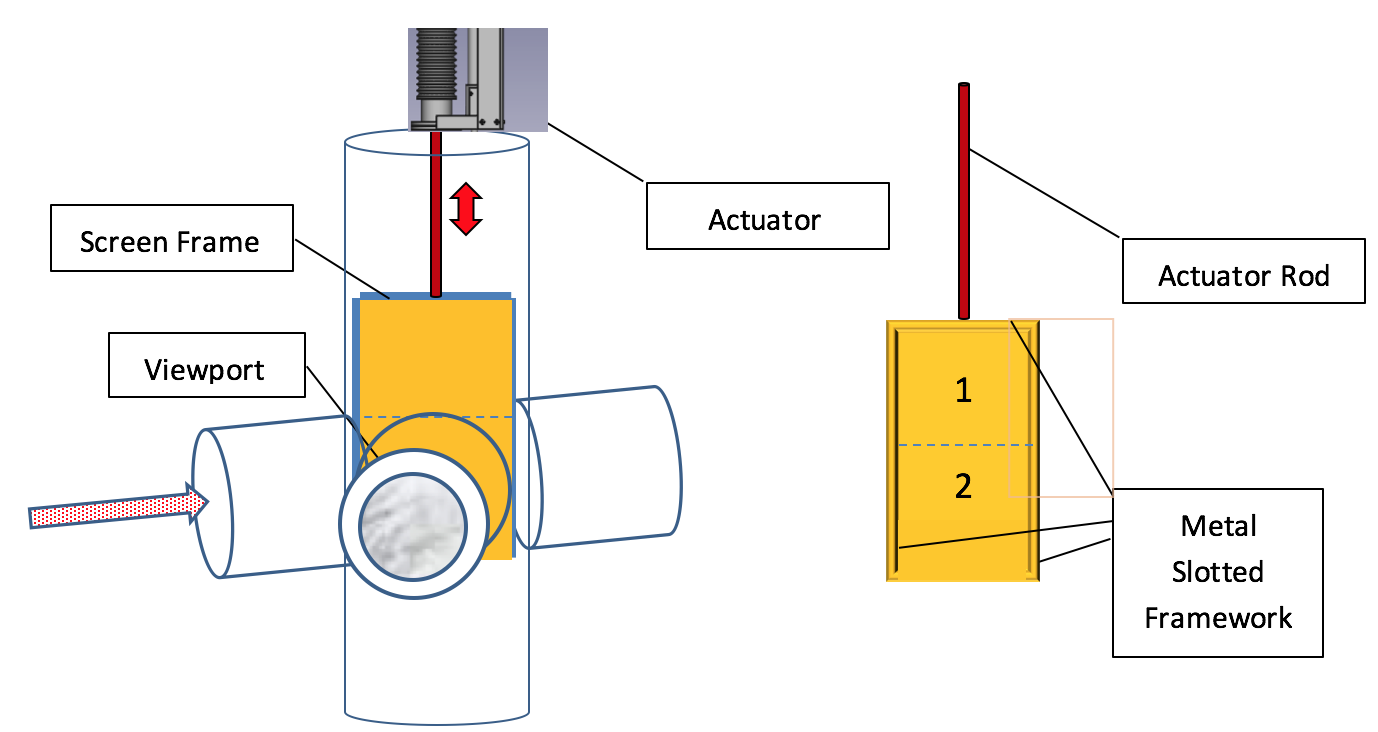 Actuator
Screen Frame
Actuator Rod
Viewport
1
2
Metal
Slotted
Framework